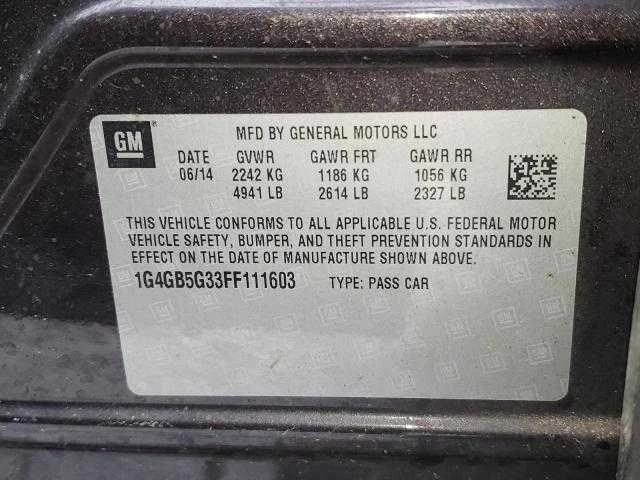 GM
MFD BY GENERAL MOTORS LLC
DATE GVWR GAWR FRT GAWR RR
06/14 2242 KG 1186 KG 1056 KG
4941 LB 2614 LB 2327 LB
THIS VEHICLE CONFORMS TO ALL APPLICABLE U.S. FEDERAL MOTOR
VEHICLE SAFETY, BUMPER, AND THEFT PREVENTION STANDARDS IN
EFFECT ON THE DATE OF MANUFACTURE SHOWN ABOVE.
1G4GB5G33FF111603 TYPE: PASS CAR